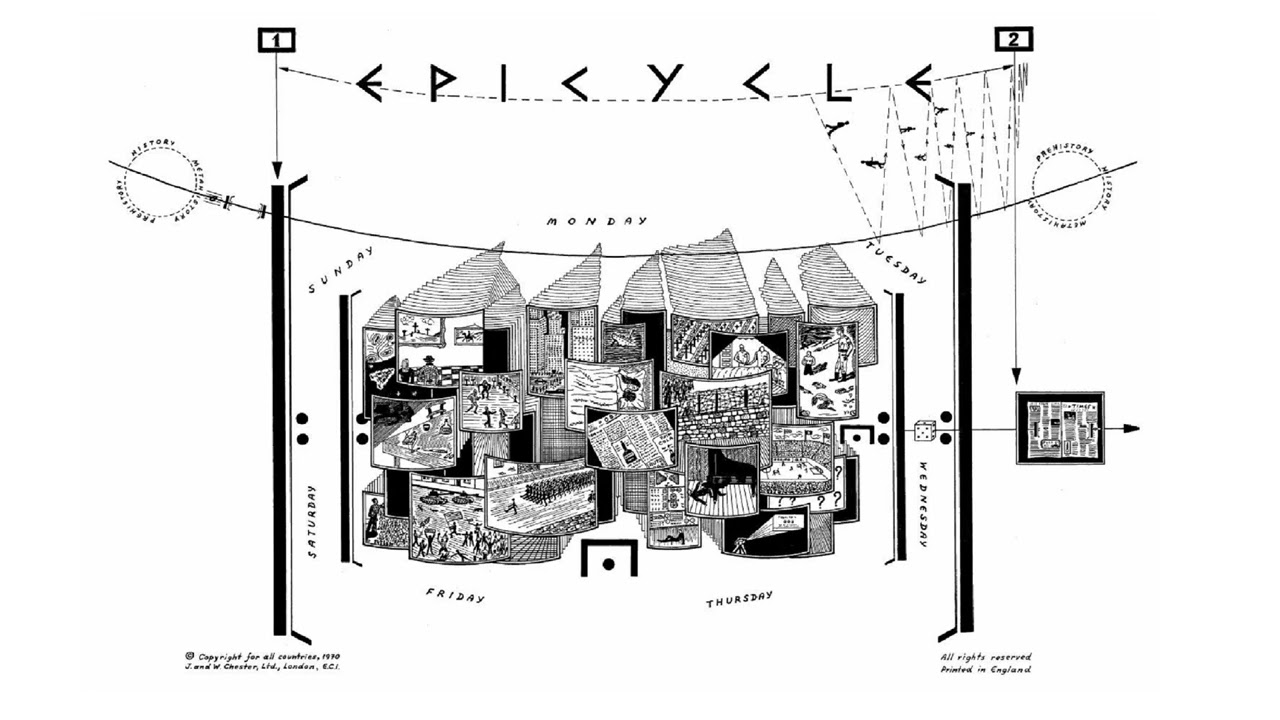 1
2
EPICYCLE
HISTORY
METAHISTORY
PREHISTORY
PREHISTORY
HISTORY
METAHISTORY
MONDAY
SUNDAY
TUESDAY
SATURDAY
WEDNESDAY
? ? ? ?
FRIDAY
THURSDAY
© Copyright for all countries, 1970
J. and W. Chester, Ltd., London, E.C.1.
All rights reserved
Printed in England